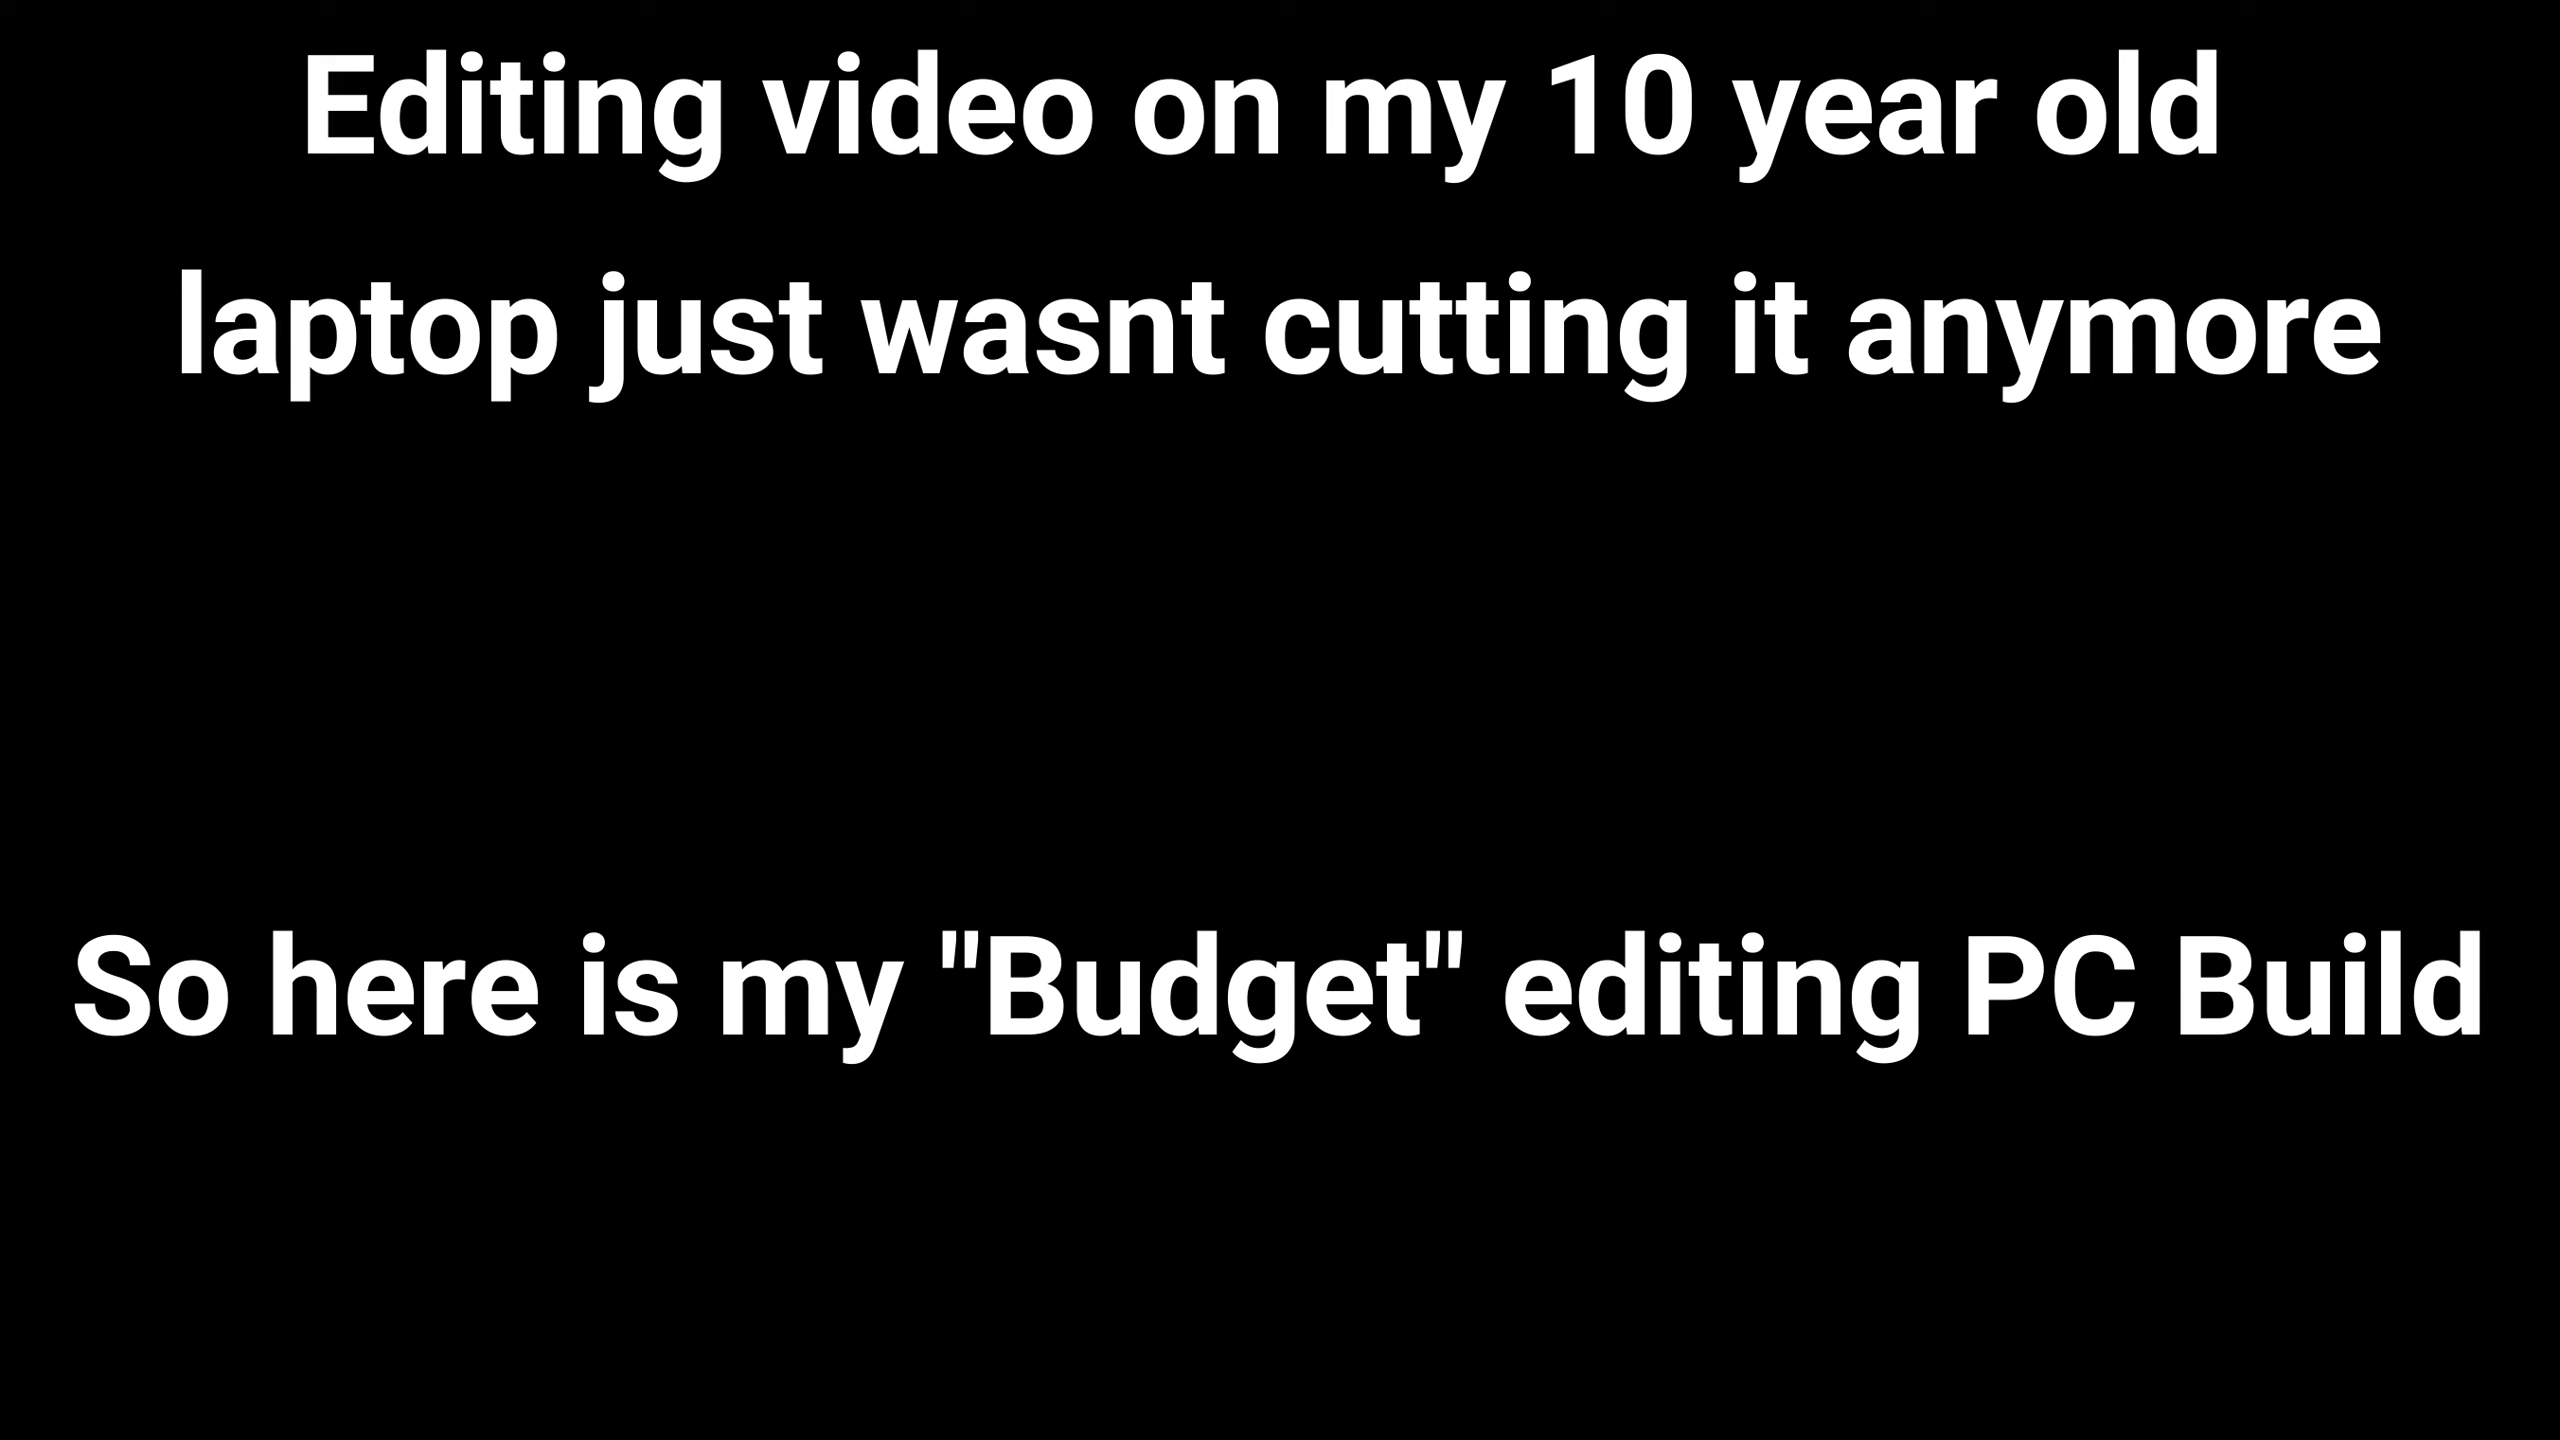 Editing video on my 10 year old
laptop just wasnt cutting it anymore
So here is my "Budget" editing PC Build